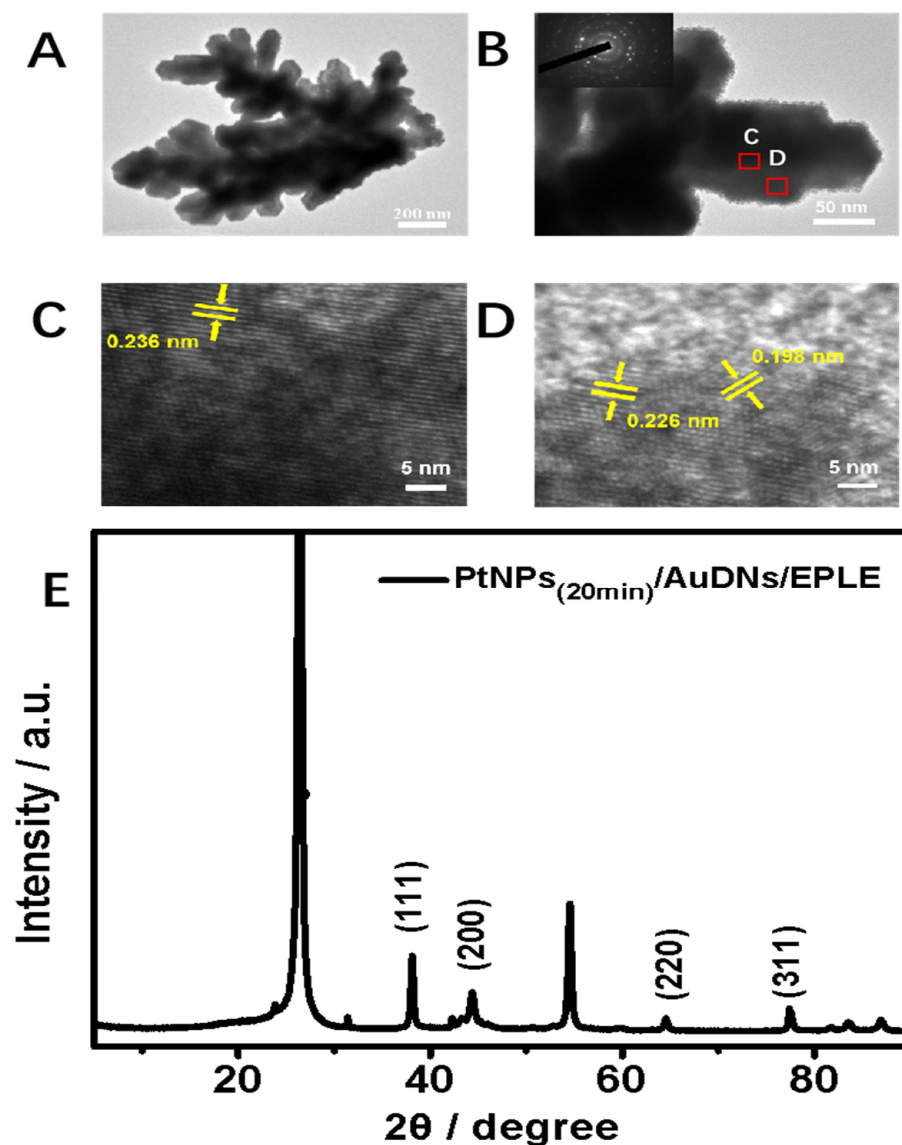 A
200 nm
B
C
D
50 nm
C
0.236 nm
5 nm
D
0.198 nm
0.226 nm
5 nm
E
PtNPs(20min)/AuDNs/EPLE
Intensity / a.u.
(111)
(200)
(220)
(311)
20 40 60 80
2θ / degree